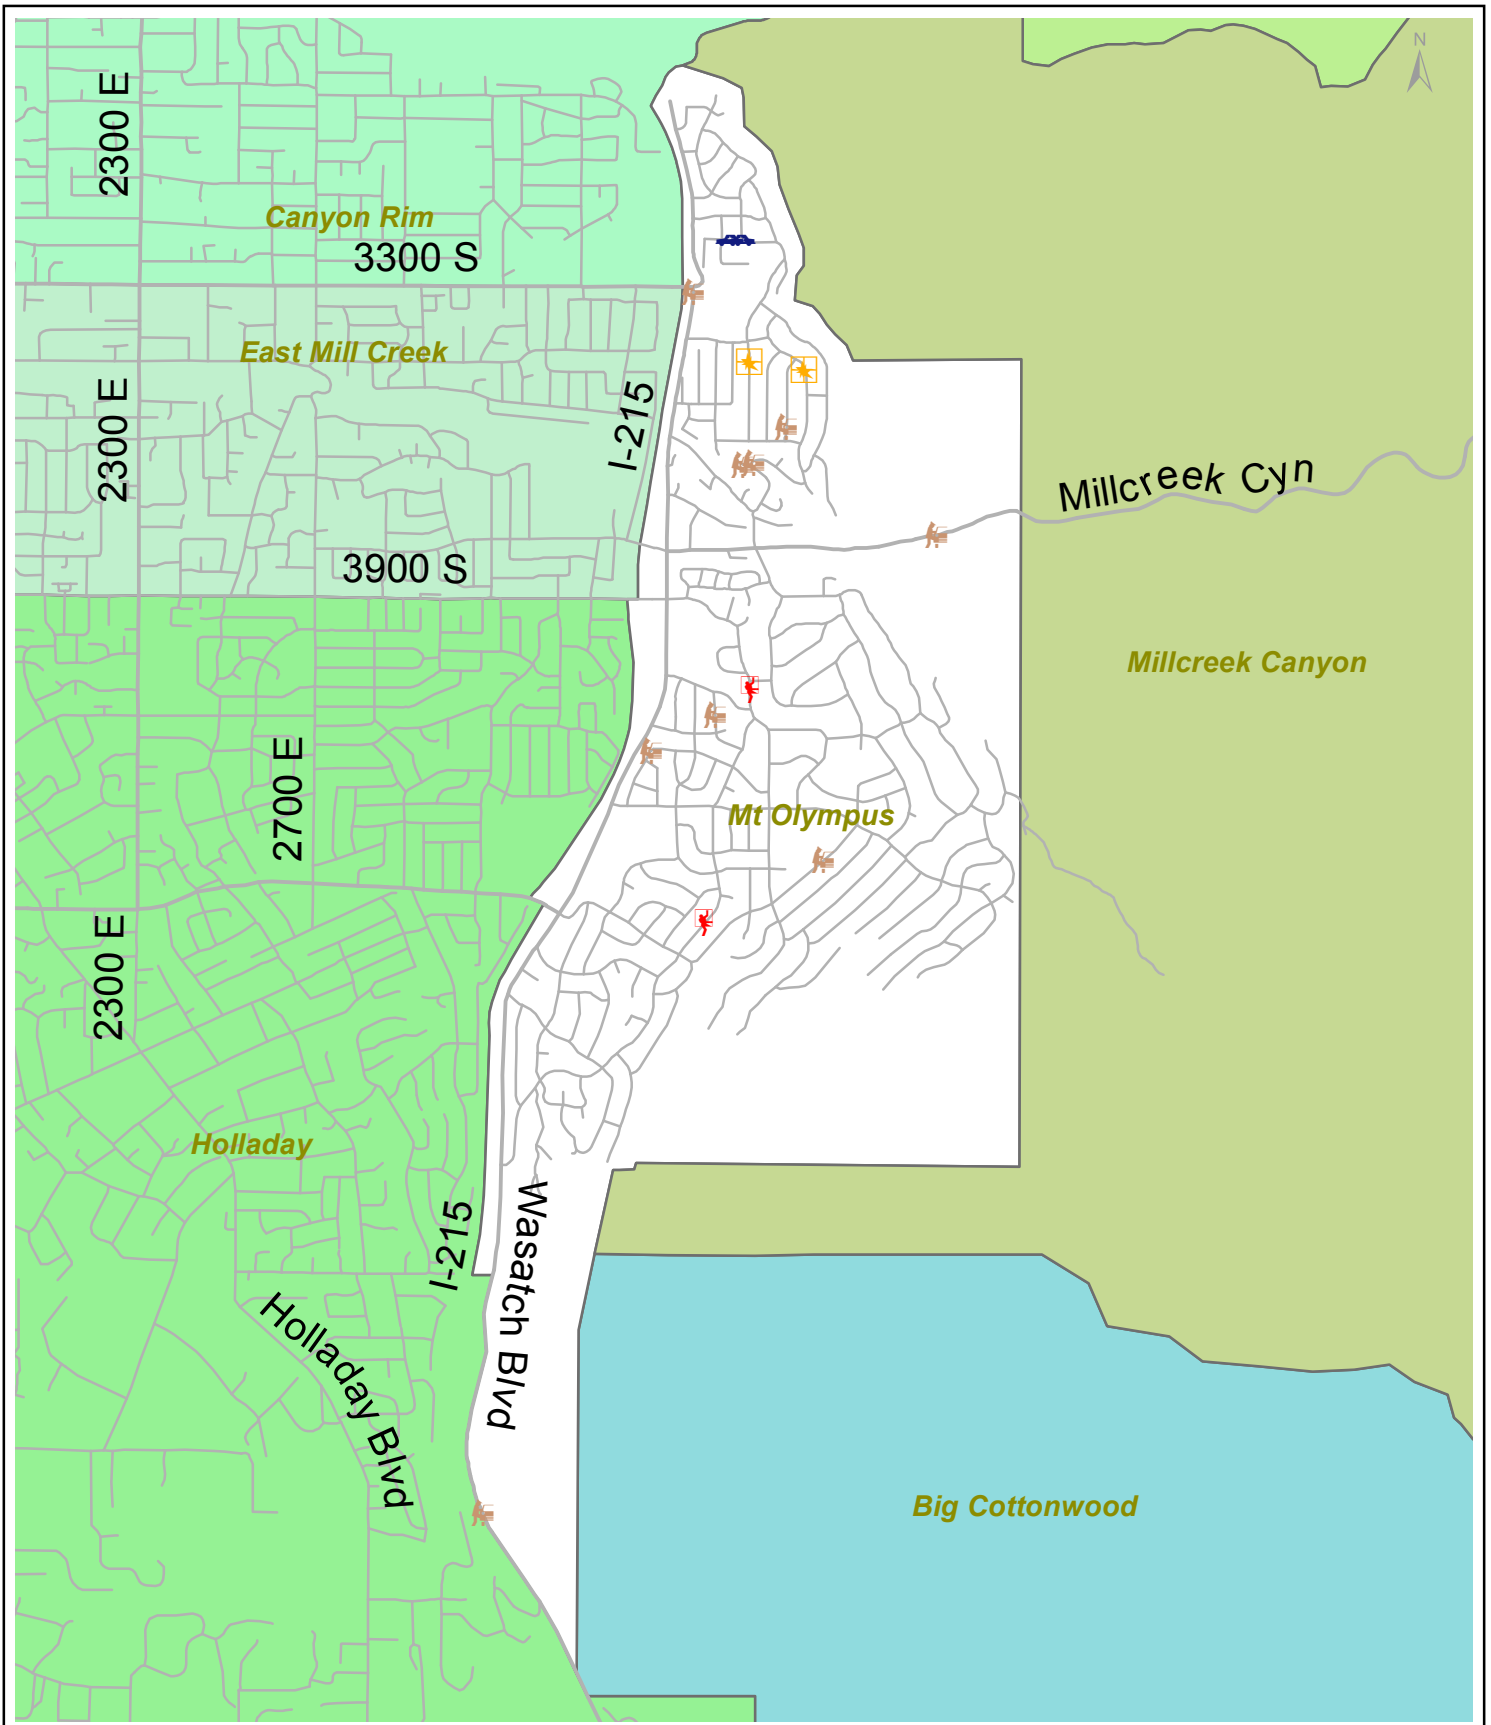 N
2300 E
Canyon Rim
3300 S
East Mill Creek
2300 E
I-215
Millcreek Cyn
3900 S
Millcreek Canyon
2700 E
Mt Olympus
2300 E
Holladay
I-215
Wasatch Blvd
Holladay Blvd
Big Cottonwood